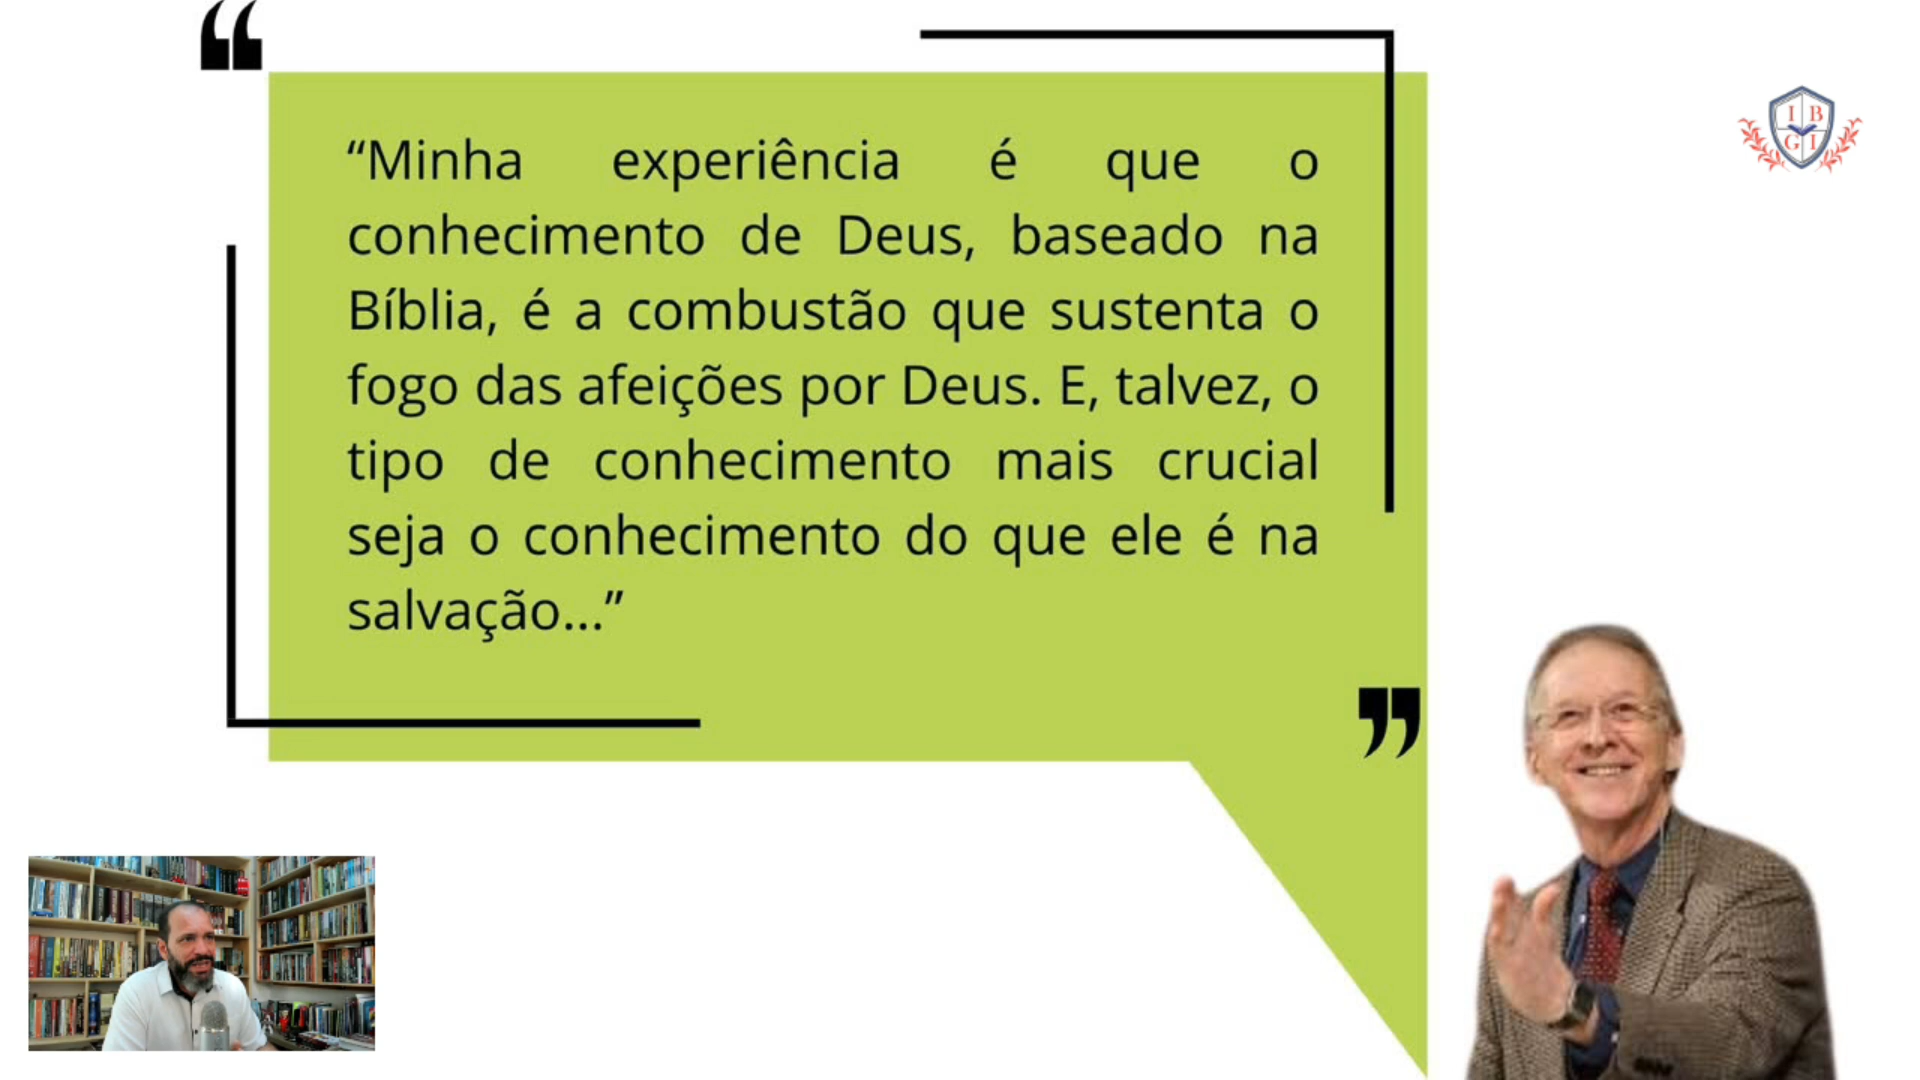 “Minha experiência é que o
conhecimento de Deus, baseado na
Bíblia, é a combustão que sustenta o
fogo das afeições por Deus. E, talvez, o
tipo de conhecimento mais crucial
seja o conhecimento do que ele é na
salvação...”
I B
G I